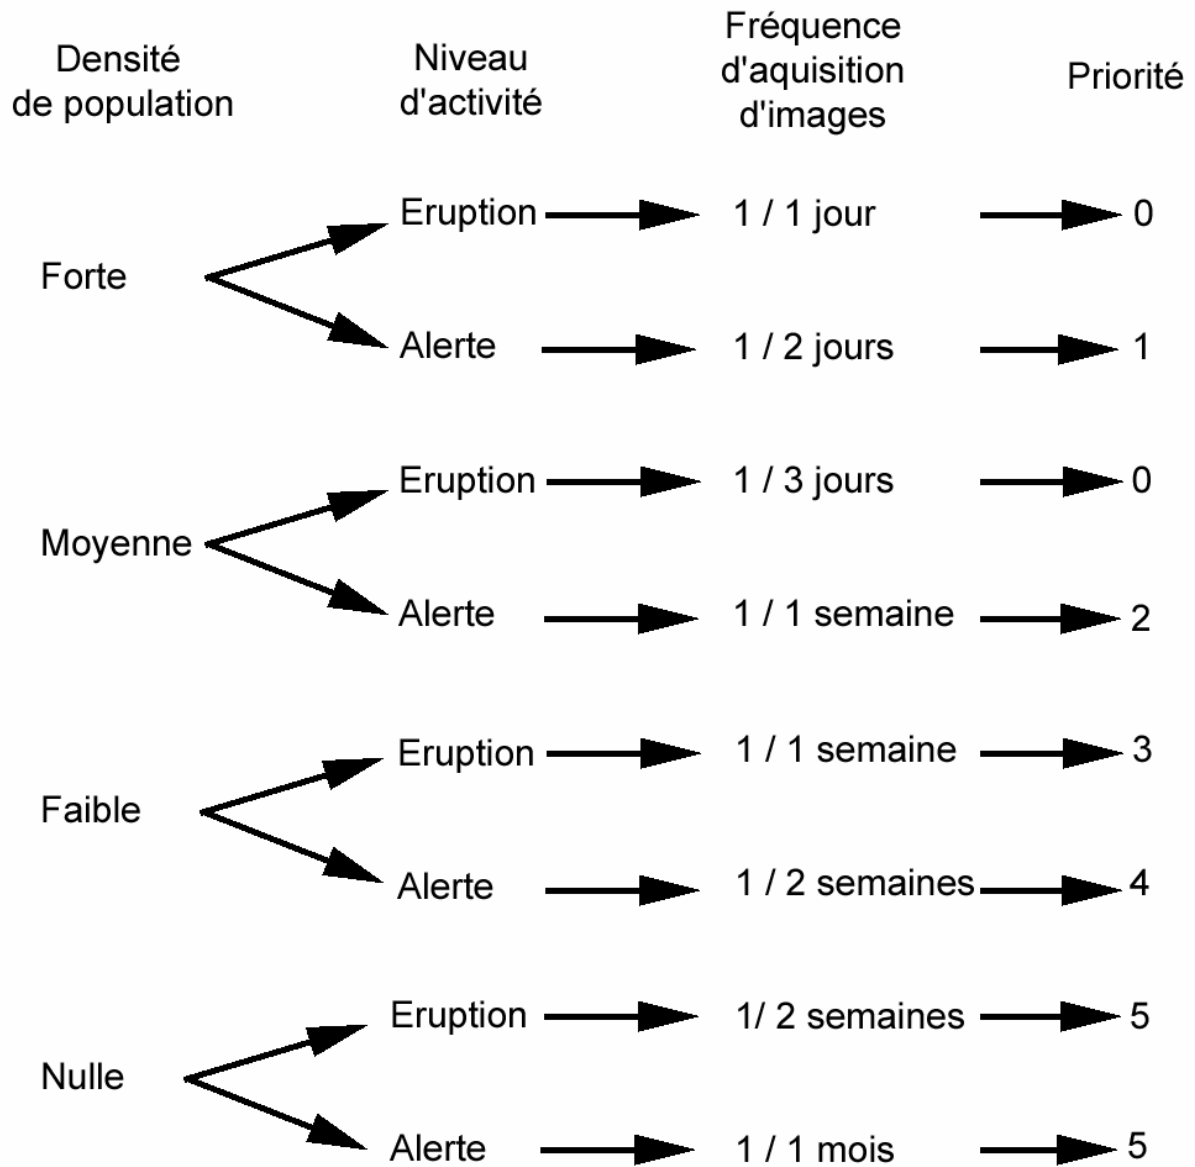 Densité
de population
Niveau
d'activité
Fréquence
d'aquisition
d'images
Priorité
Forte
Eruption
1 / 1 jour
0
Alerte
1 / 2 jours
1
Moyenne
Eruption
1 / 3 jours
0
Alerte
1 / 1 semaine
2
Faible
Eruption
1 / 1 semaine
3
Alerte
1 / 2 semaines
4
Nulle
Eruption
1/ 2 semaines
5
Alerte
1 / 1 mois
5